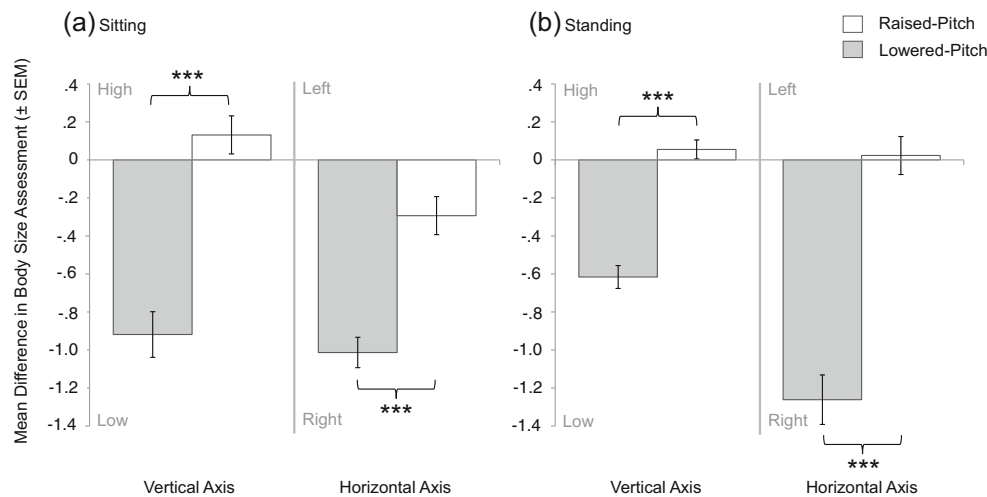 (a) Sitting
(b) Standing
Raised-Pitch
Lowered-Pitch
Mean Difference in Body Size Assessment (± SEM)
.4
.2
0
-.2
-.4
-.6
-.8
-1.0
-1.2
-1.4
High
***
Left
Low
Right
***
Vertical Axis
Horizontal Axis
.4
.2
0
-.2
-.4
-.6
-.8
-1.0
-1.2
-1.4
High
***
Left
Low
Right
***
Vertical Axis
Horizontal Axis